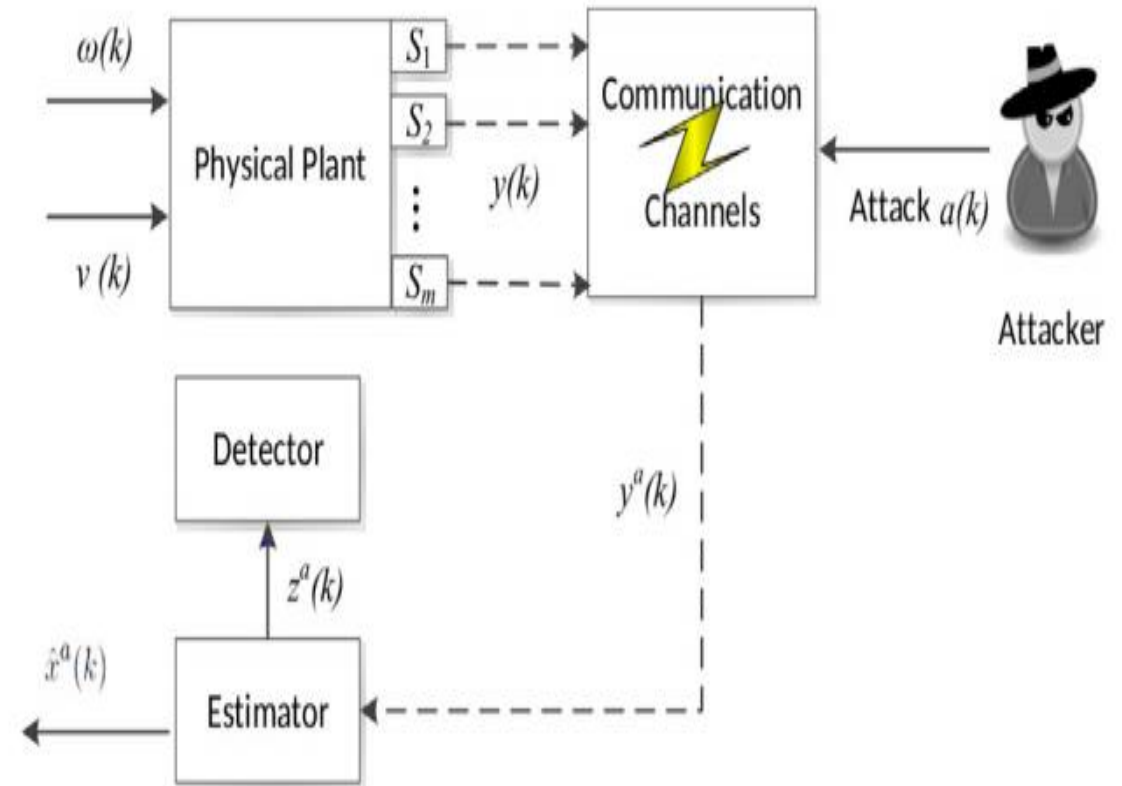 ω(k)
v (k)
Physical Plant
S1
S2
⋮
Sm
y(k)
Communication
Channels
Attack a(k)
Attacker
yᵃ(k)
Detector
zᵃ(k)
Estimator
x̂ᵃ(k)